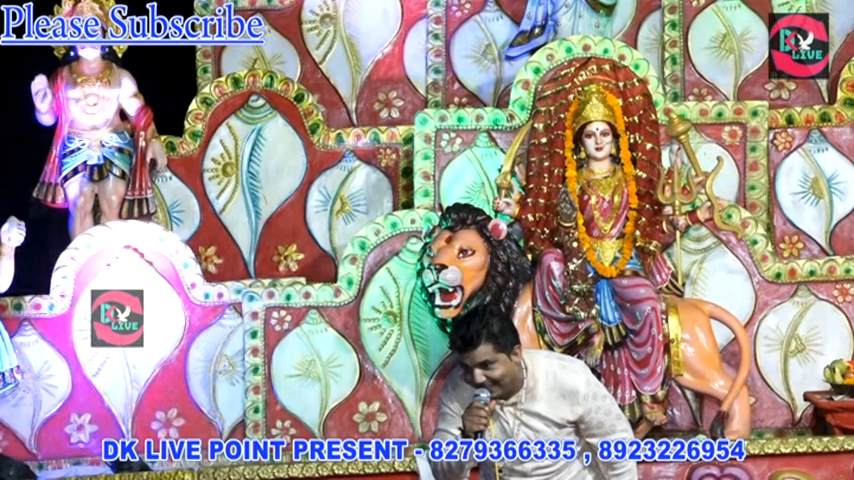 Please Subscribe
DK
LIVE
DK
LIVE
DK LIVE POINT PRESENT - 8279366335 , 8923226954